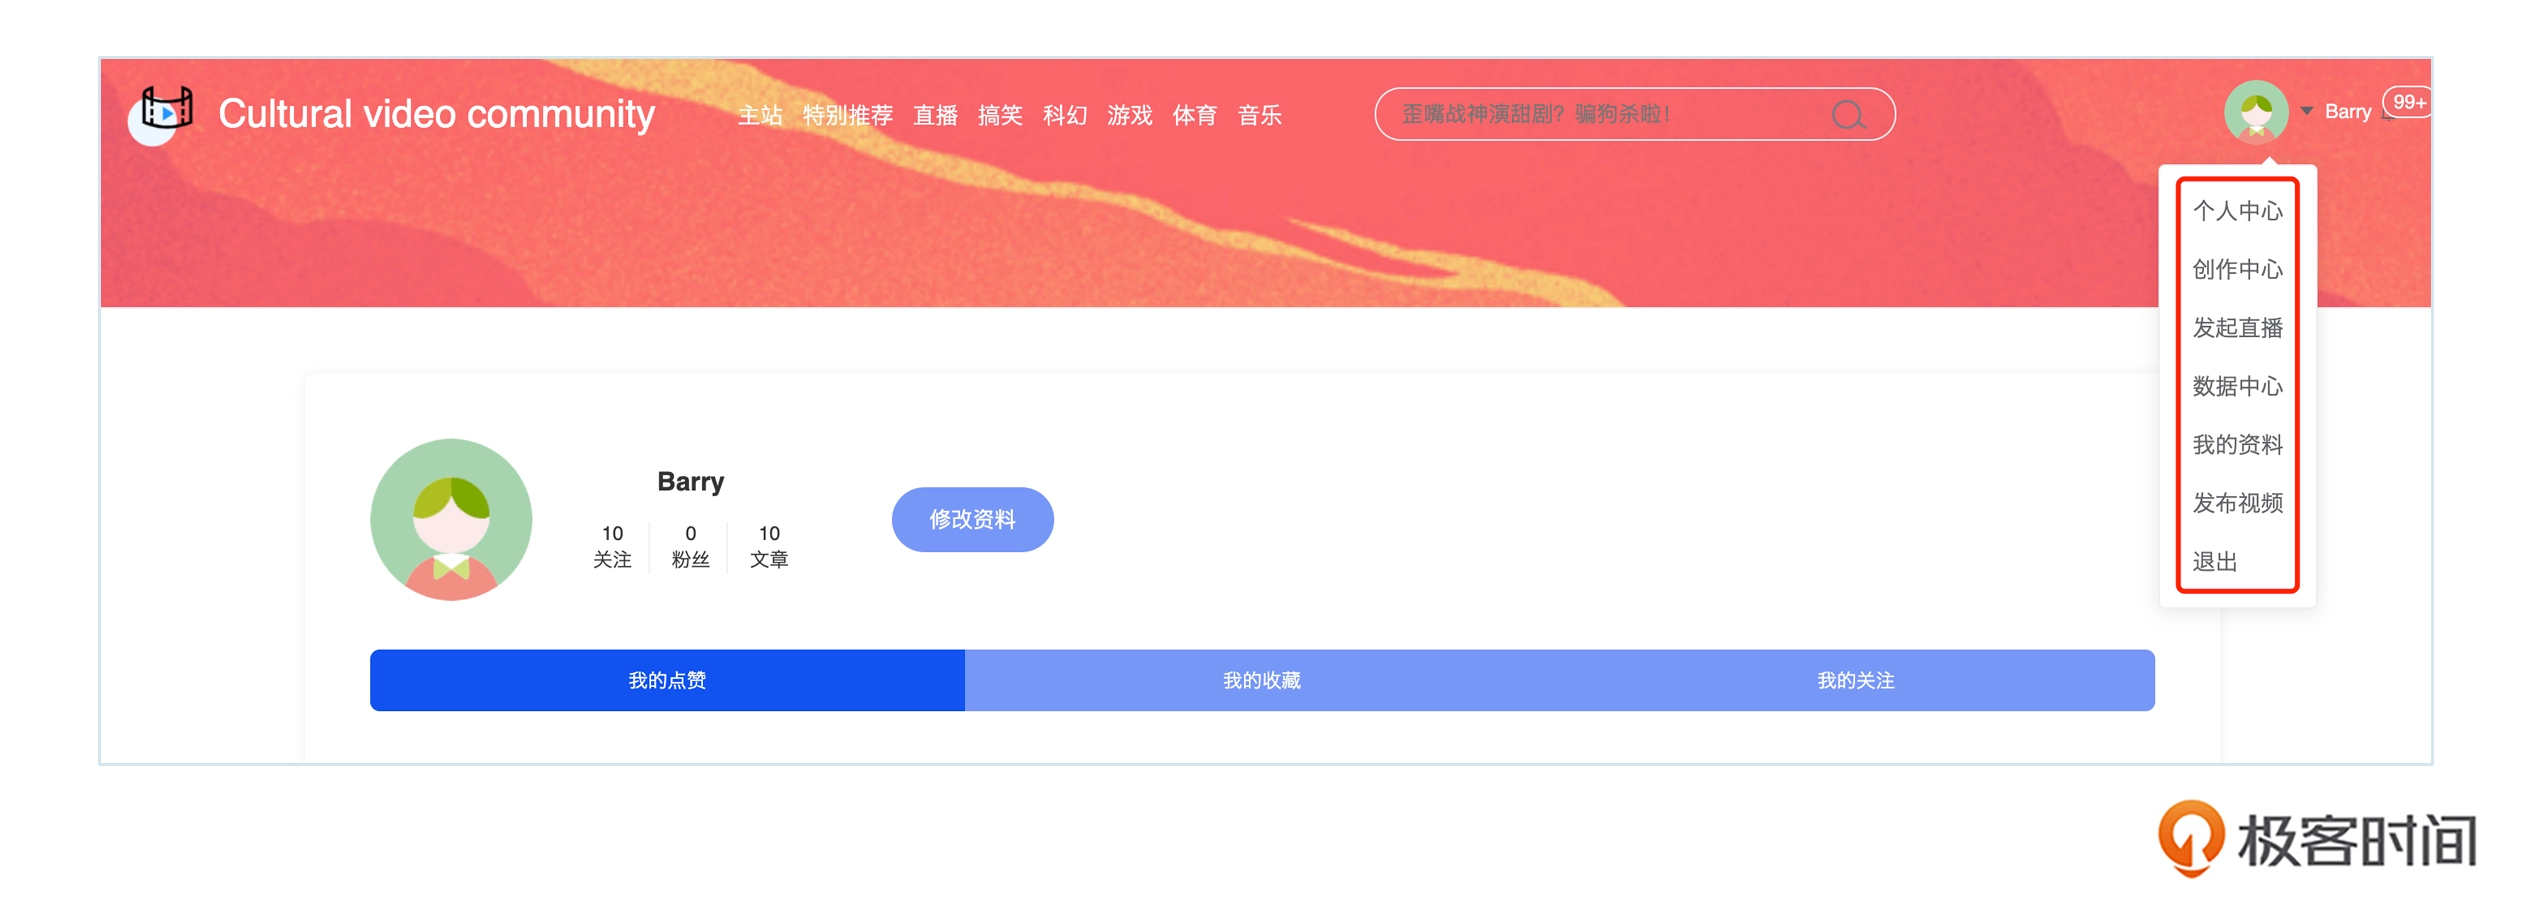 Cultural video community 主站 特别推荐 直播 搞笑 科幻 游戏 体育 音乐 歪嘴战神演甜剧？骗狗杀啦！ Barry 99+
个人中心
创作中心
发起直播
数据中心
我的资料
发布视频
退出
Barry
10 0 10
关注 粉丝 文章
修改资料
我的点赞 我的收藏 我的关注
极客时间